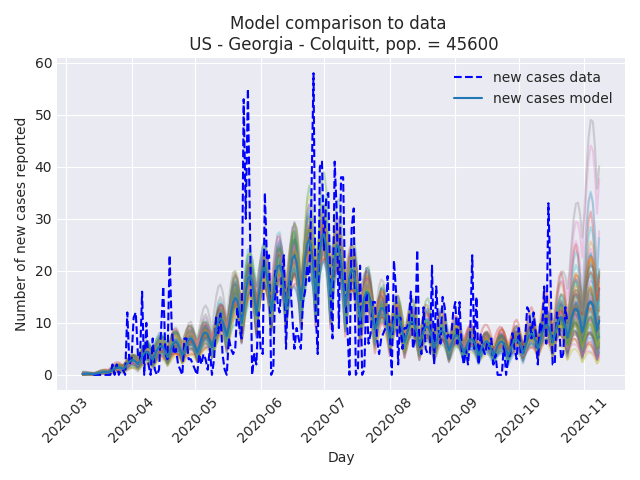 Model comparison to data
US - Georgia - Colquitt, pop. = 45600
new cases data
new cases model
Number of new cases reported
60
50
40
30
20
10
0
2020-03
2020-04
2020-05
2020-06
2020-07
2020-08
2020-09
2020-10
2020-11
Day